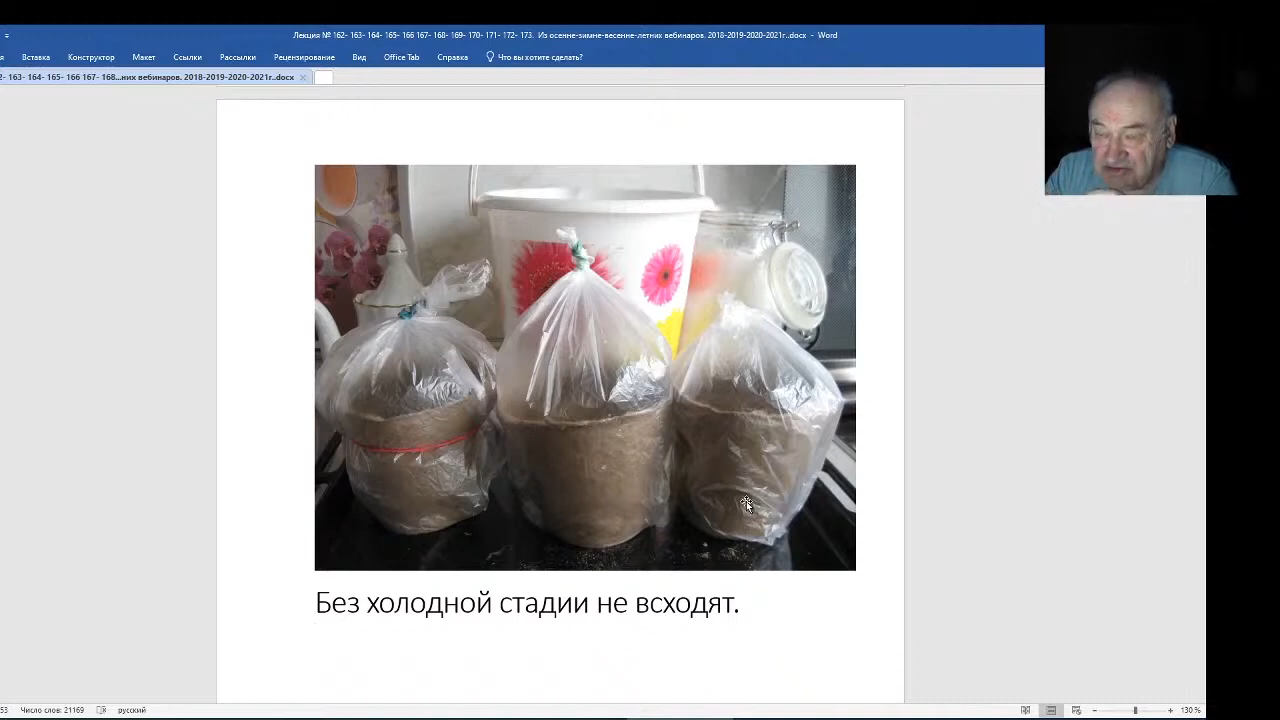 Лекция № 162- 163- 164- 165- 166 167- 168- 169- 170- 171- 172- 173. Из осенне-зимне-весенне-летних вебинаров. 2018-2019-2020-2021г..docx - Word
Вставка Конструктор Макет Ссылки Рассылки Рецензирование Вид Office Tab Справка Что вы хотите сделать?
2- 163- 164- 165- 166 167- 168...них вебинаров. 2018-2019-2020-2021г..docx
Без холодной стадии не всходят.
53 Число слов: 21169 русский 130 %